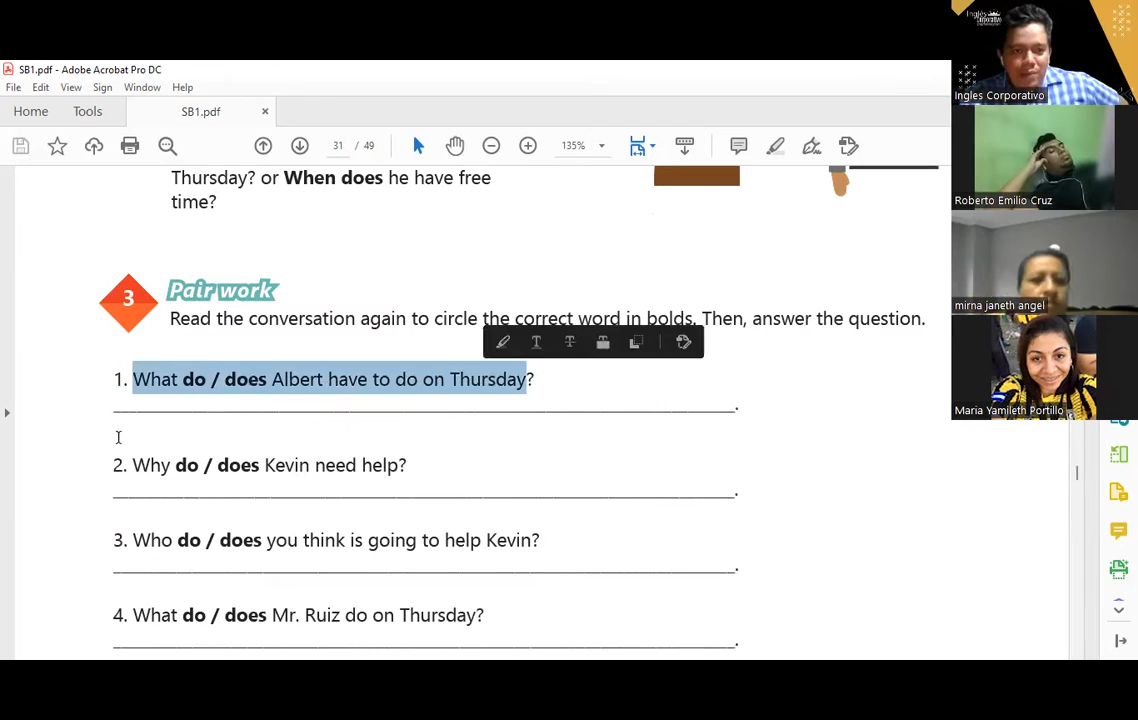 SB1.pdf - Adobe Acrobat Pro DC
File Edit View Sign Window Help
Home Tools SB1.pdf ×
31 / 49 135%
Thursday? or When does he have free
time?
3 Pair work
Read the conversation again to circle the correct word in bolds. Then, answer the question.
1. What do / does Albert have to do on Thursday?
2. Why do / does Kevin need help?
3. Who do / does you think is going to help Kevin?
4. What do / does Mr. Ruiz do on Thursday?
Inglés
Corporativo
Ingles Corporativo
Roberto Emilio Cruz
mirna janeth angel
Maria Yamileth Portillo